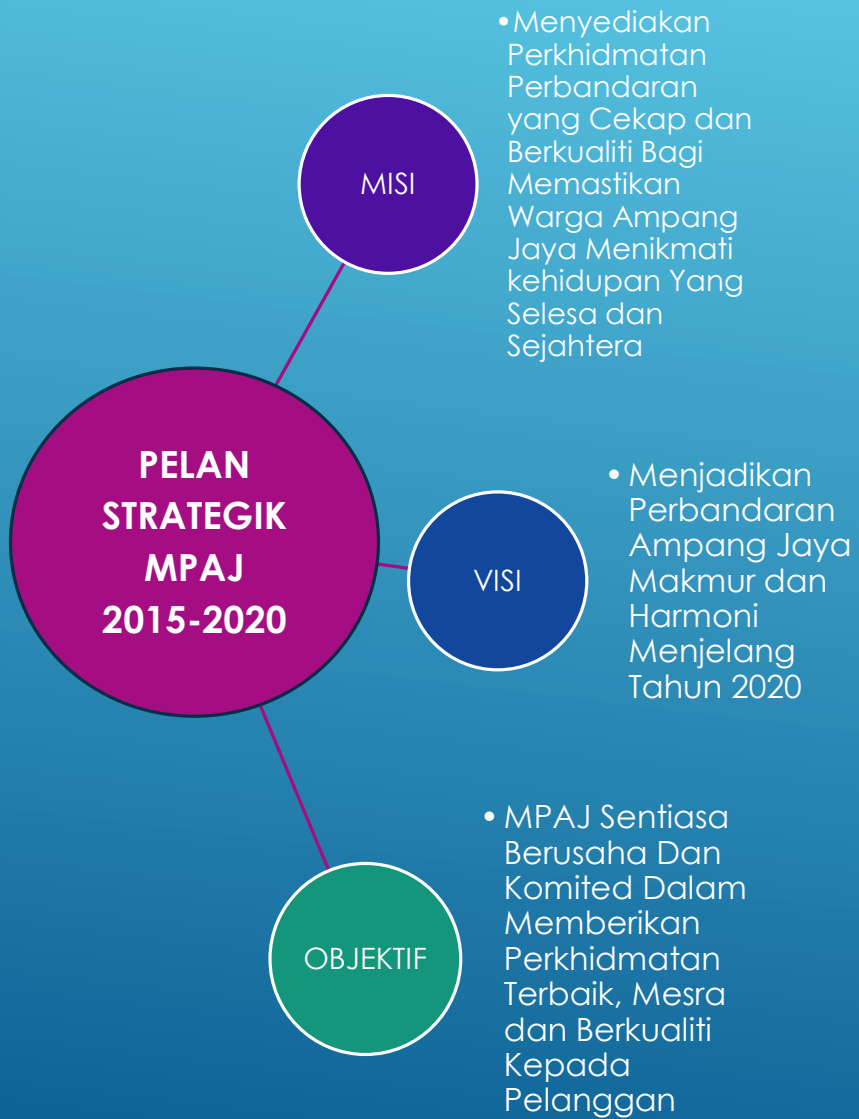 PELAN
STRATEGIK
MPAJ
2015-2020
MISI
•Menyediakan
Perkhidmatan
Perbandaran
yang Cekap dan
Berkualiti Bagi
Memastikan
Warga Ampang
Jaya Menikmati
kehidupan Yang
Selesa dan
Sejahtera
VISI
• Menjadikan
Perbandaran
Ampang Jaya
Makmur dan
Harmoni
Menjelang
Tahun 2020
OBJEKTIF
• MPAJ Sentiasa
Berusaha Dan
Komited Dalam
Memberikan
Perkhidmatan
Terbaik, Mesra
dan Berkualiti
Kepada
Pelanggan